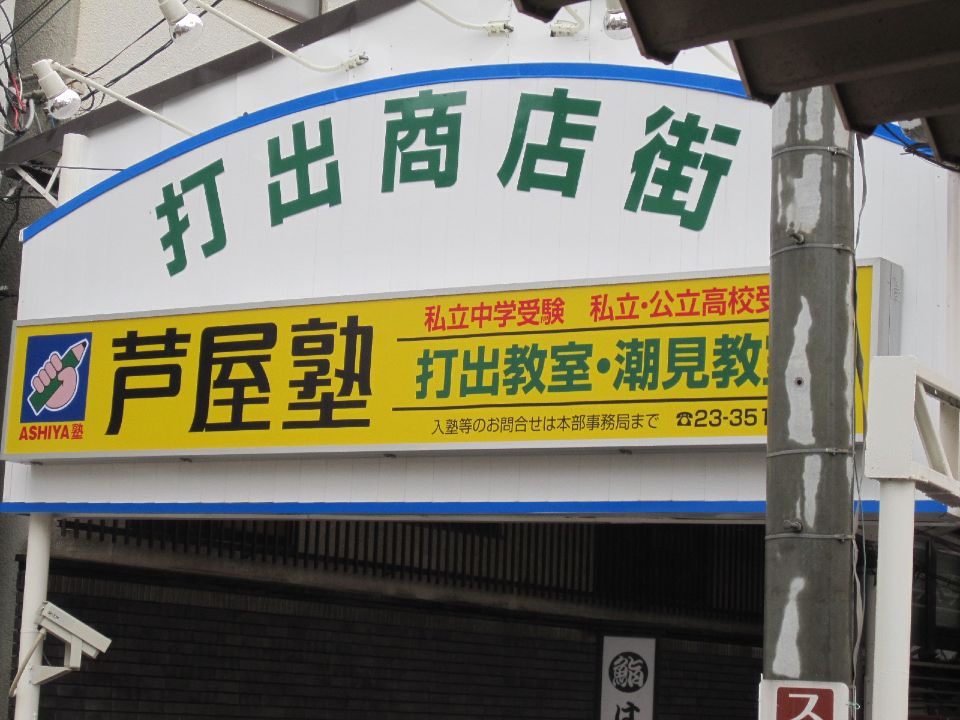 打出商店街
私立中学受験 私立・公立高校受
芦屋塾
打出教室・潮見教
ASHIYA塾
入塾等のお問合せは本部事務局まで ☎23-351
鮨
は
ス